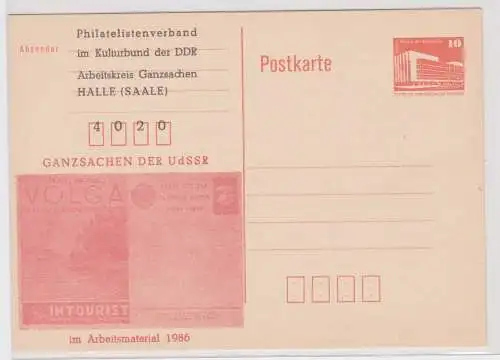 Absender
Philatelistenverband
im Kulturbund der DDR
Arbeitskreis Ganzsachen
HALLE (SAALE)
4020
GANZSACHEN DER UdSSR
VOLGA
INTOURIST
im Arbeitsmaterial 1986
Postkarte
10